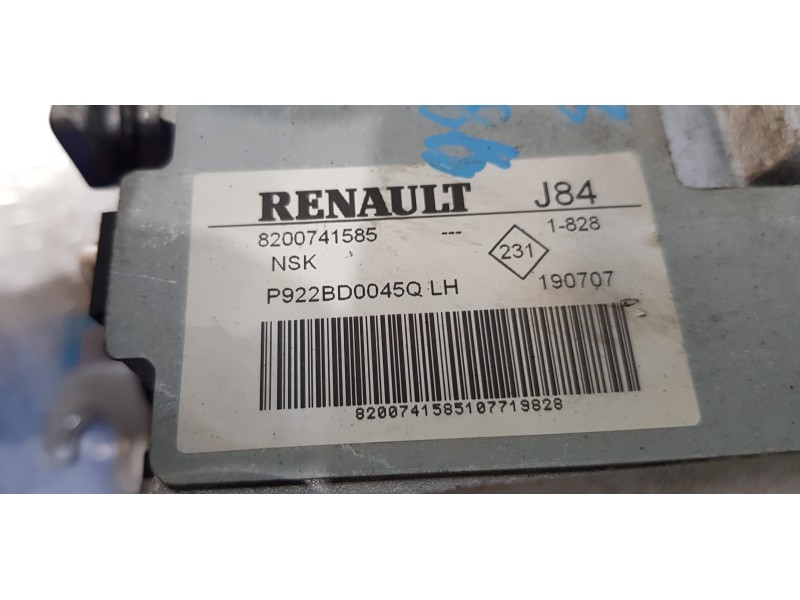 RENAULT J84
8200741585 --- 231 1-828
NSK
P922BD0045Q LH 190707
8200741585107719828